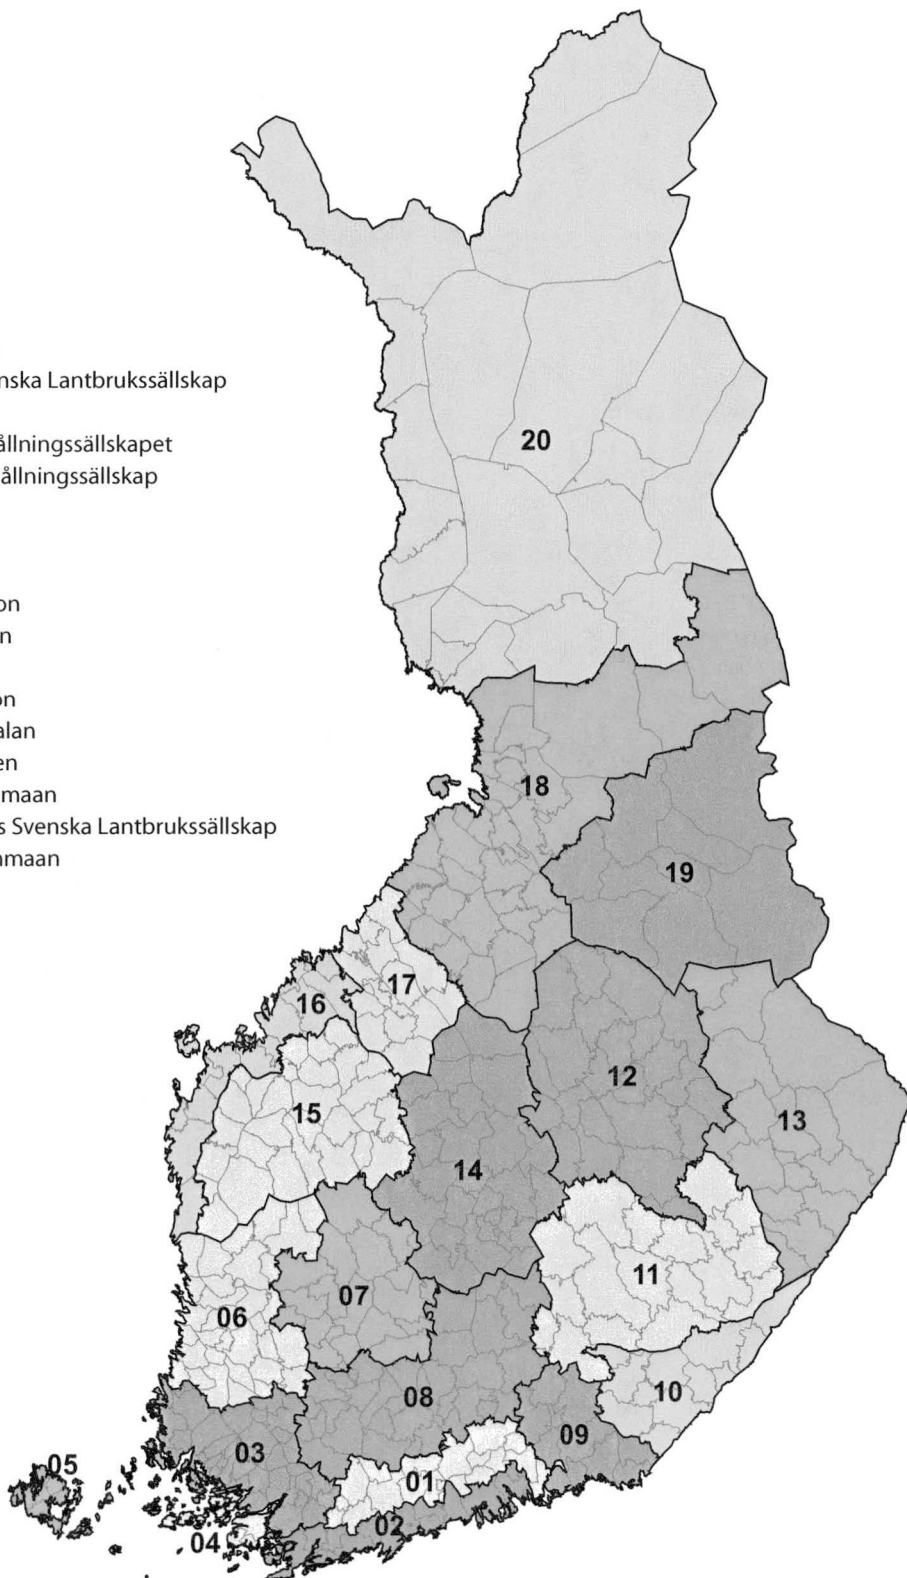 nska Lantbrukssällskap
ållningssällskapet
ållningssällskap
on
n
on
alan
en
maan
s Svenska Lantbrukssällskap
nmaan
20
18
19
17
16
12
15
13
14
11
07
06
10
08
09
03
05
01
02
04